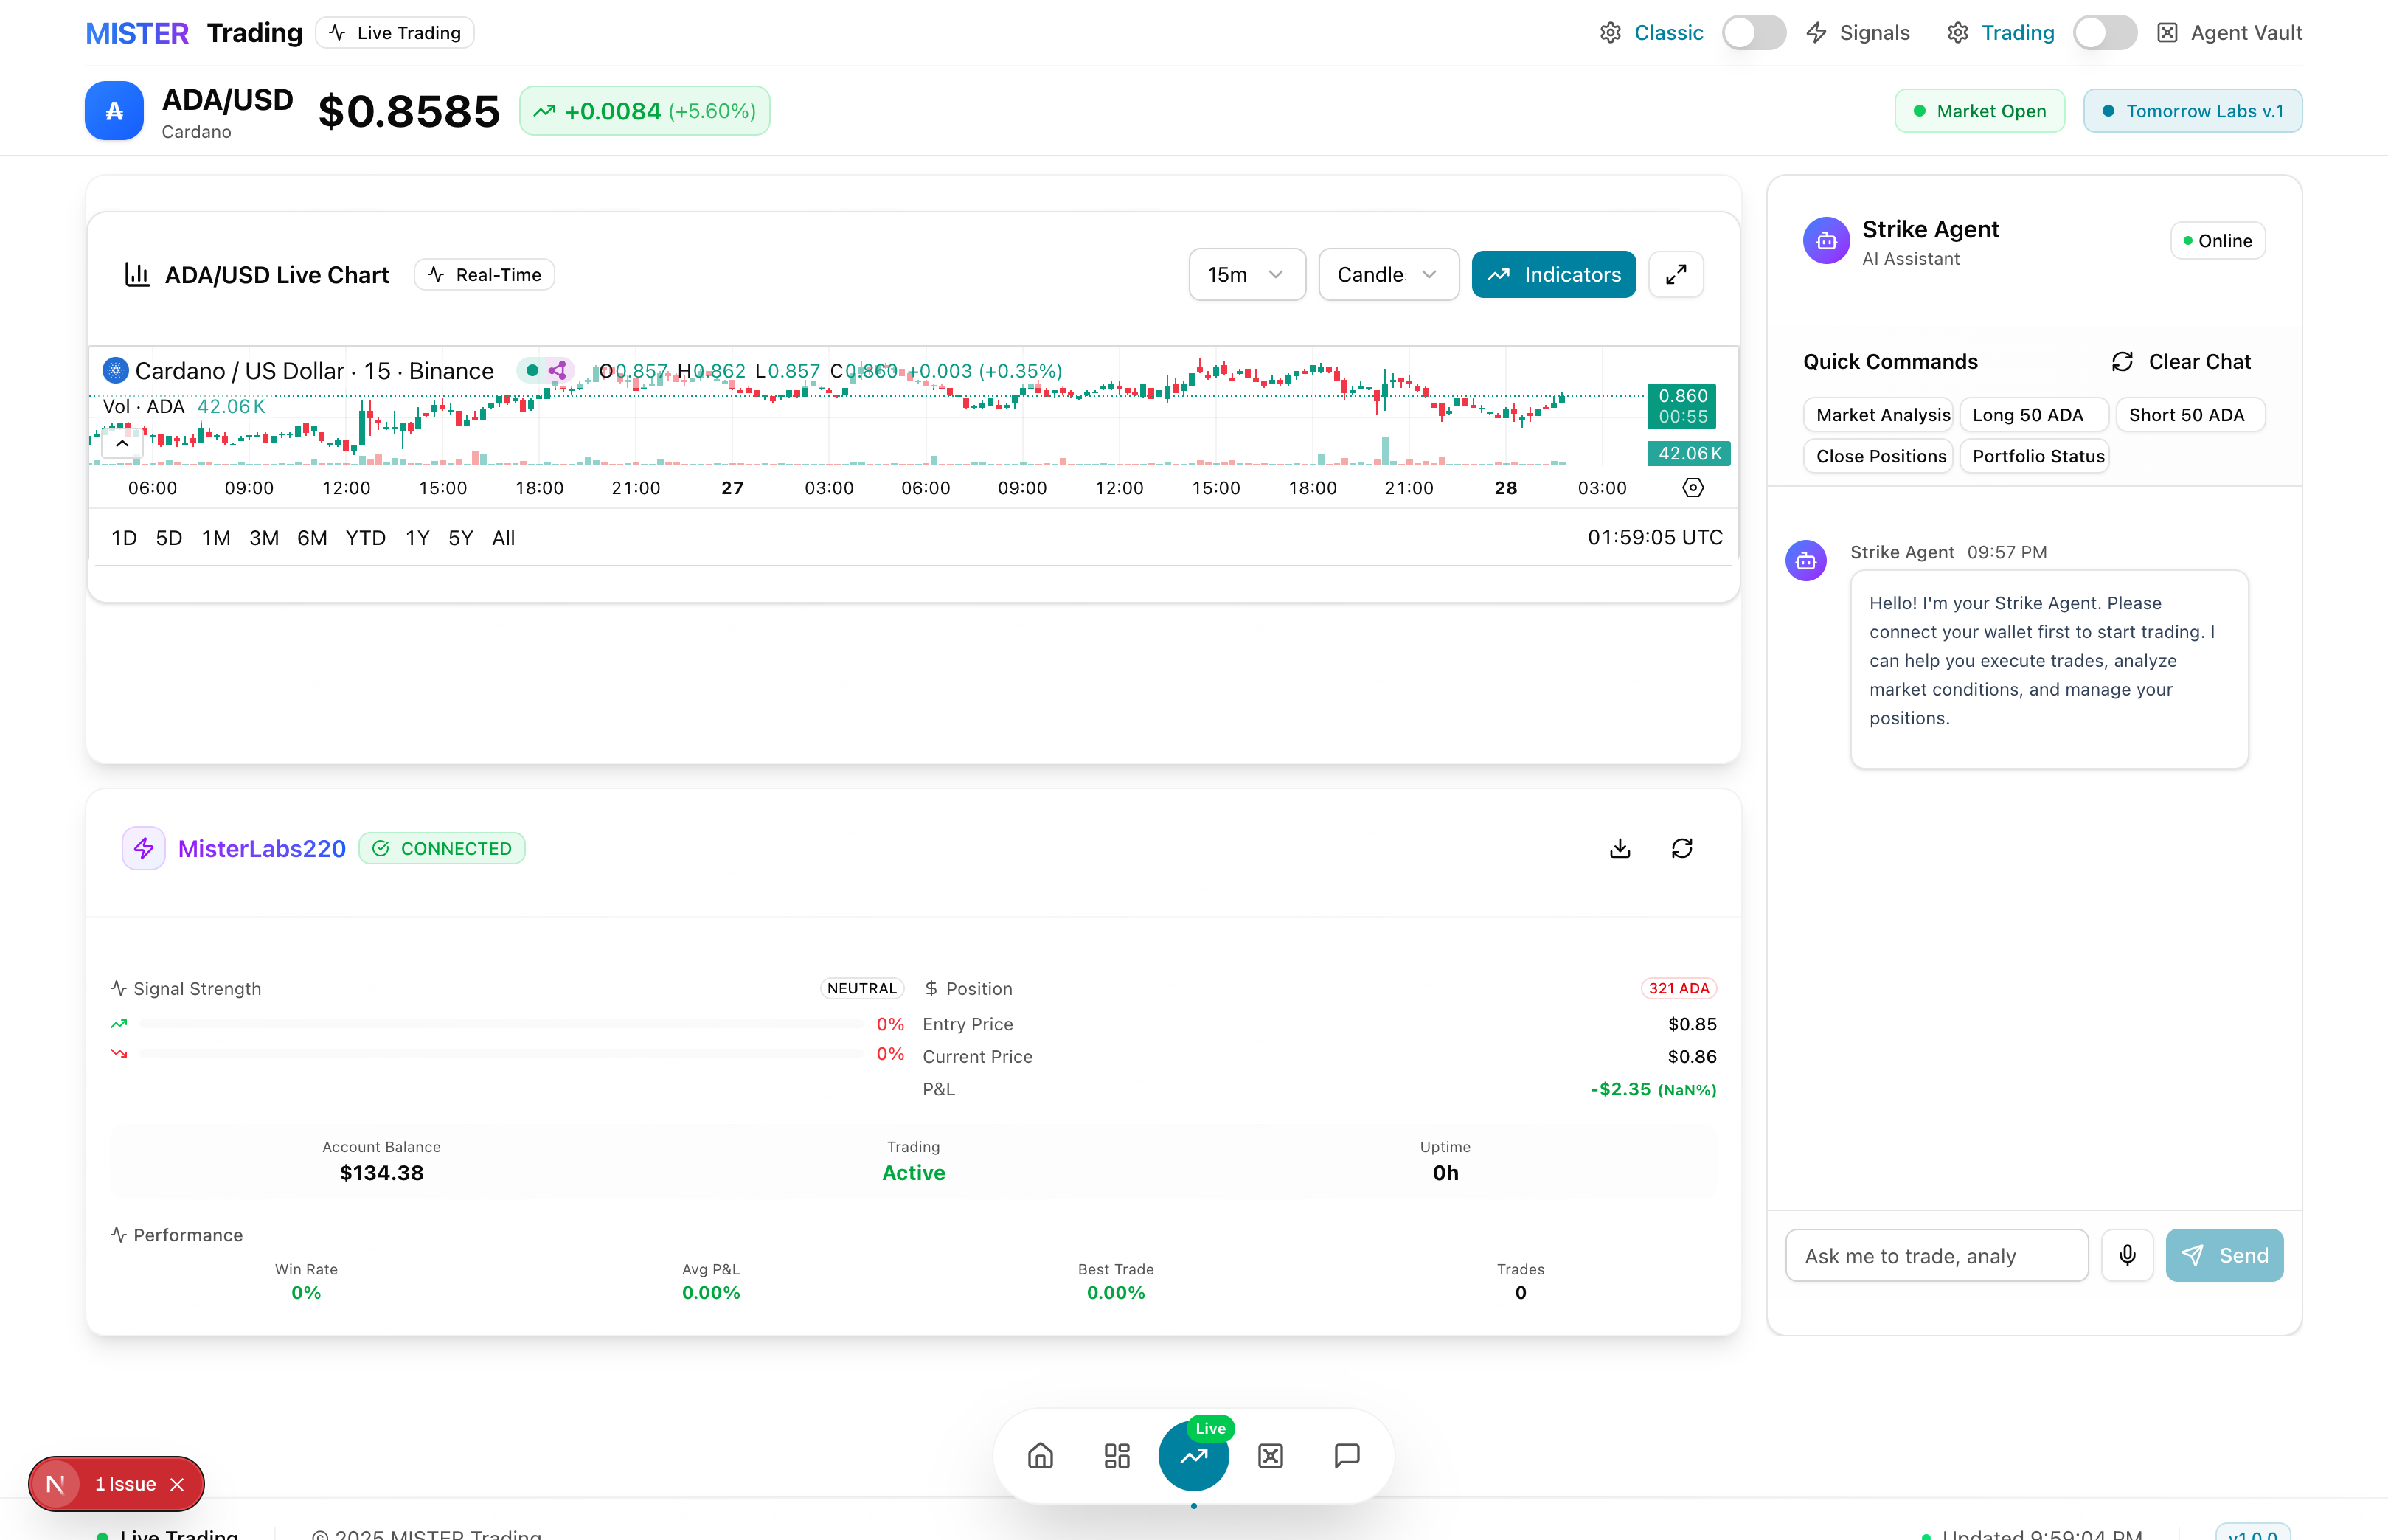 MISTER Trading Live Trading Classic Signals Trading Agent Vault
ADA/USD
Cardano
$0.8585 +0.0084 (+5.60%) Market Open Tomorrow Labs v.1
ADA/USD Live Chart Real-Time 15m Candle Indicators
Cardano / US Dollar · 15 · Binance O0.857 H0.862 L0.857 C0.860 +0.003 (+0.35%)
Vol · ADA 42.06K
0.860
00:55
42.06K
06:00 09:00 12:00 15:00 18:00 21:00 27 03:00 06:00 09:00 12:00 15:00 18:00 21:00 28 03:00
1D 5D 1M 3M 6M YTD 1Y 5Y All 01:59:05 UTC
MisterLabs220 CONNECTED
Signal Strength NEUTRAL
0%
0%
$ Position 321 ADA
Entry Price $0.85
Current Price $0.86
P&L -$2.35 (NaN%)
Account Balance
$134.38
Trading
Active
Uptime
0h
Performance
Win Rate
0%
Avg P&L
0.00%
Best Trade
0.00%
Trades
0
Strike Agent
AI Assistant
Online
Quick Commands Clear Chat
Market Analysis Long 50 ADA Short 50 ADA
Close Positions Portfolio Status
Strike Agent 09:57 PM
Hello! I'm your Strike Agent. Please
connect your wallet first to start trading. I
can help you execute trades, analyze
market conditions, and manage your
positions.
Ask me to trade, analy Send
Live
N 1 Issue
Live Trading © 2025 MISTER Trading Updated 9:59:04 PM v1.0.0